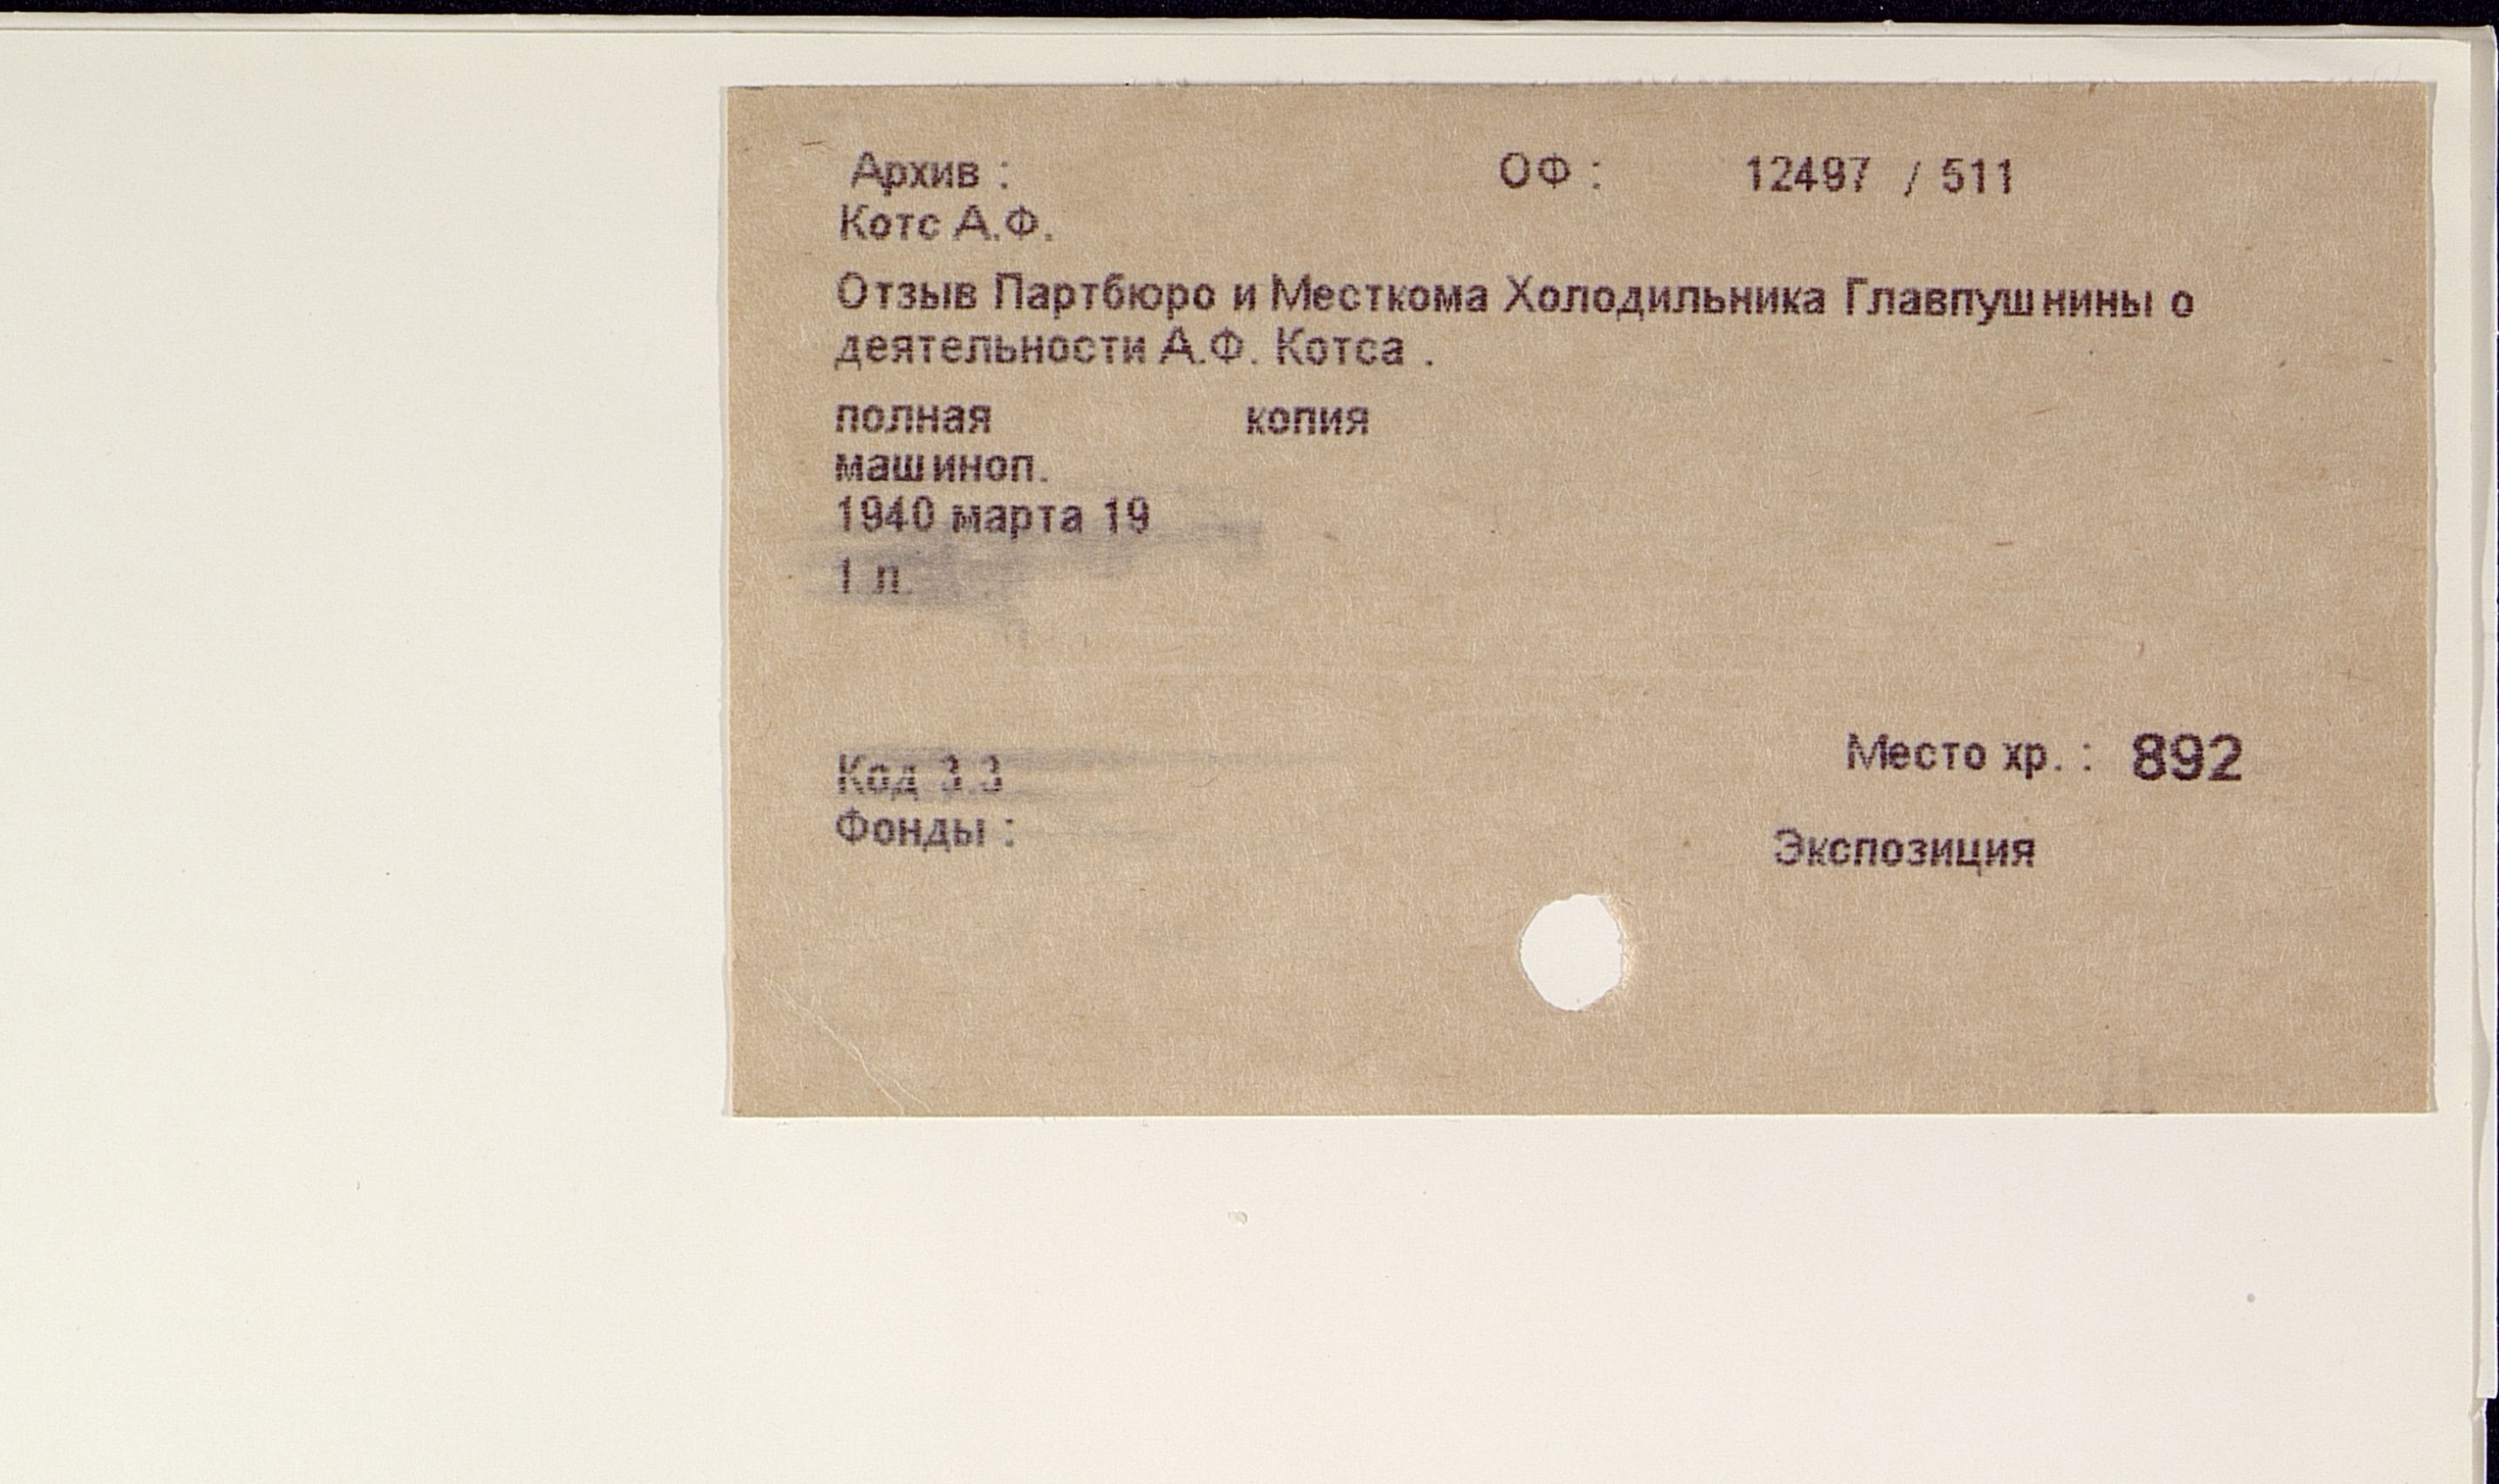 Архив : ОФ : 12497 / 511
Котс А.Ф.
Отзыв Партбюро и Месткома Холодильника Главпушнины о
деятельности А.Ф. Котса .
полная копия
машиноп.
1940 марта 19
1 л.
Место хр. : 892
Код 3.3
Фонды :
Экспозиция